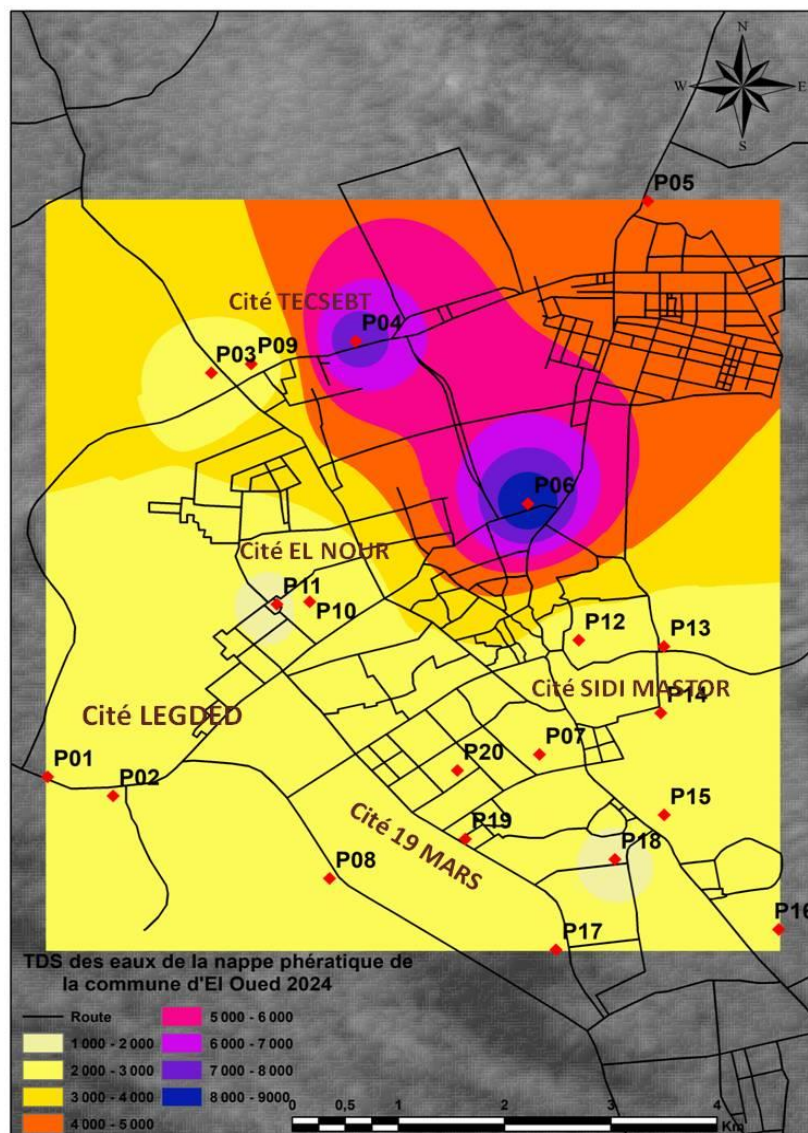 N
W
E
S
P05
Cité TECSEBT
P04
P03
P09
P06
Cité EL NOUR
P11
P10
P12
P13
Cité SIDI MASTOR
P14
Cité LEGDED
P07
P20
P01
P02
P15
Cité 19 MARS
P19
P18
P08
P16
P17
TDS des eaux de la nappe phératique de
la commune d'El Oued 2024
Route
1 000 - 2 000
2 000 - 3 000
3 000 - 4 000
4 000 - 5 000
5 000 - 6 000
6 000 - 7 000
7 000 - 8 000
8 000 - 9000
0 0,5 1 2 3 4
Km